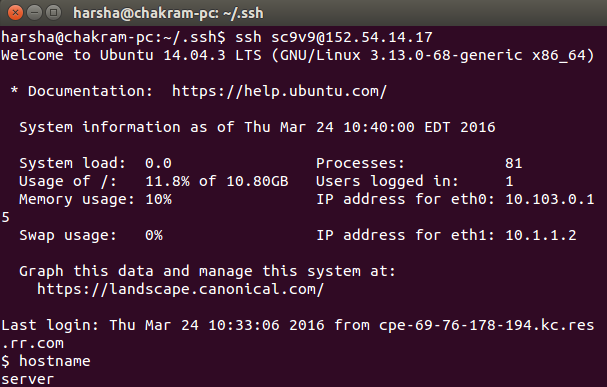 harsha@chakram-pc: ~/.ssh
harsha@chakram-pc:~/.ssh$ ssh sc9v9@152.54.14.17
Welcome to Ubuntu 14.04.3 LTS (GNU/Linux 3.13.0-68-generic x86_64)
* Documentation:  https://help.ubuntu.com/
System information as of Thu Mar 24 10:40:00 EDT 2016
System load:  0.0                Processes:           81
Usage of /:   11.8% of 10.80GB   Users logged in:     1
Memory usage: 10%                IP address for eth0: 10.103.0.1
5
Swap usage:   0%                 IP address for eth1: 10.1.1.2
Graph this data and manage this system at:
https://landscape.canonical.com/
Last login: Thu Mar 24 10:33:06 2016 from cpe-69-76-178-194.kc.res
.rr.com
$ hostname
server